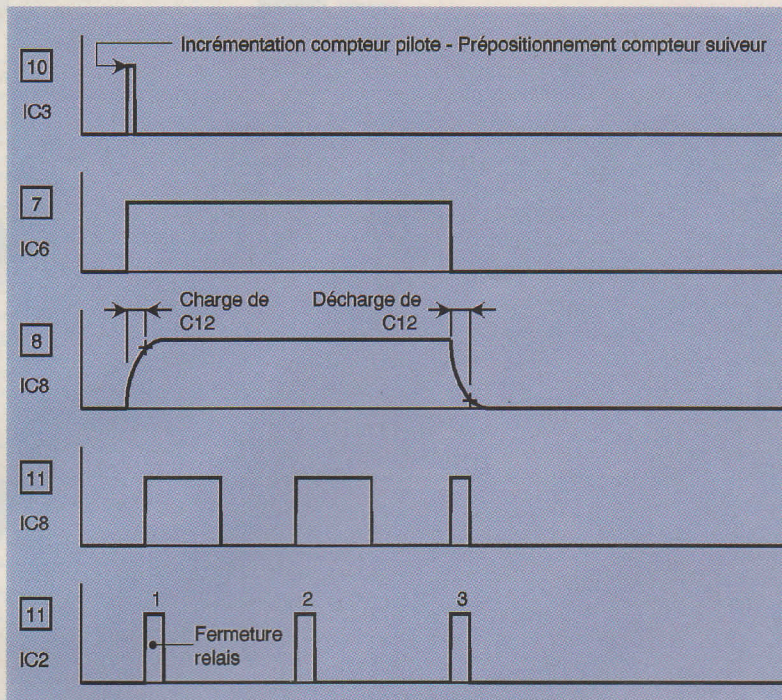 Incrémentation compteur pilote - Prépositionnement compteur suiveur
10
IC3
7
IC6
Charge de
C12
Décharge de
C12
8
IC8
11
IC8
1
2
3
11
IC2
Fermeture
relais